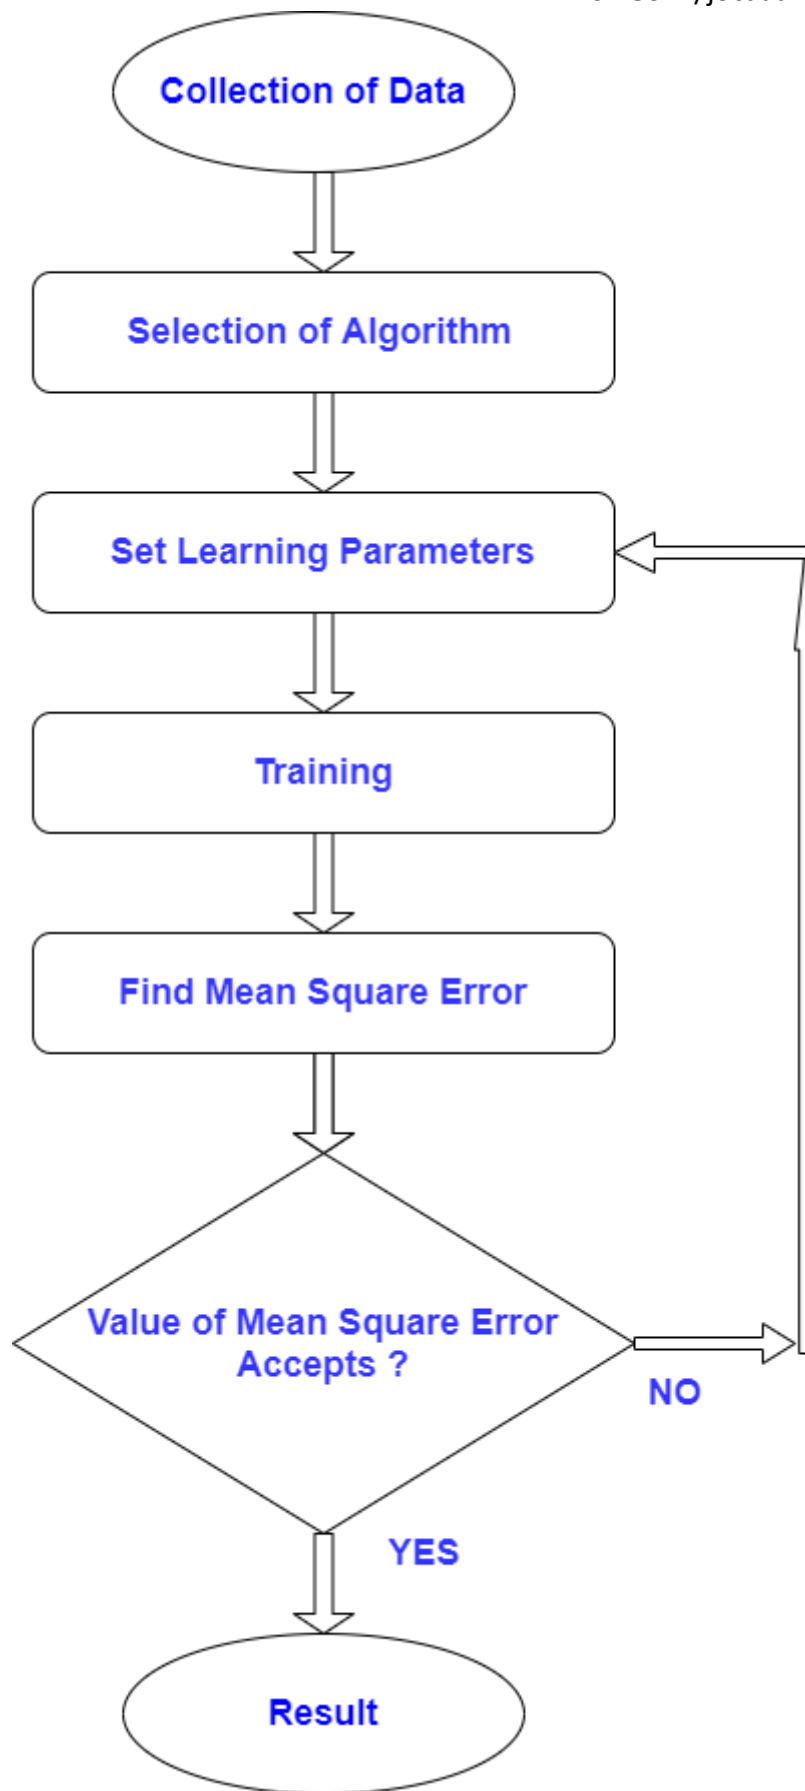 Collection of Data
Selection of Algorithm
Set Learning Parameters
Training
Find Mean Square Error
Value of Mean Square Error
Accepts ?
NO
YES
Result